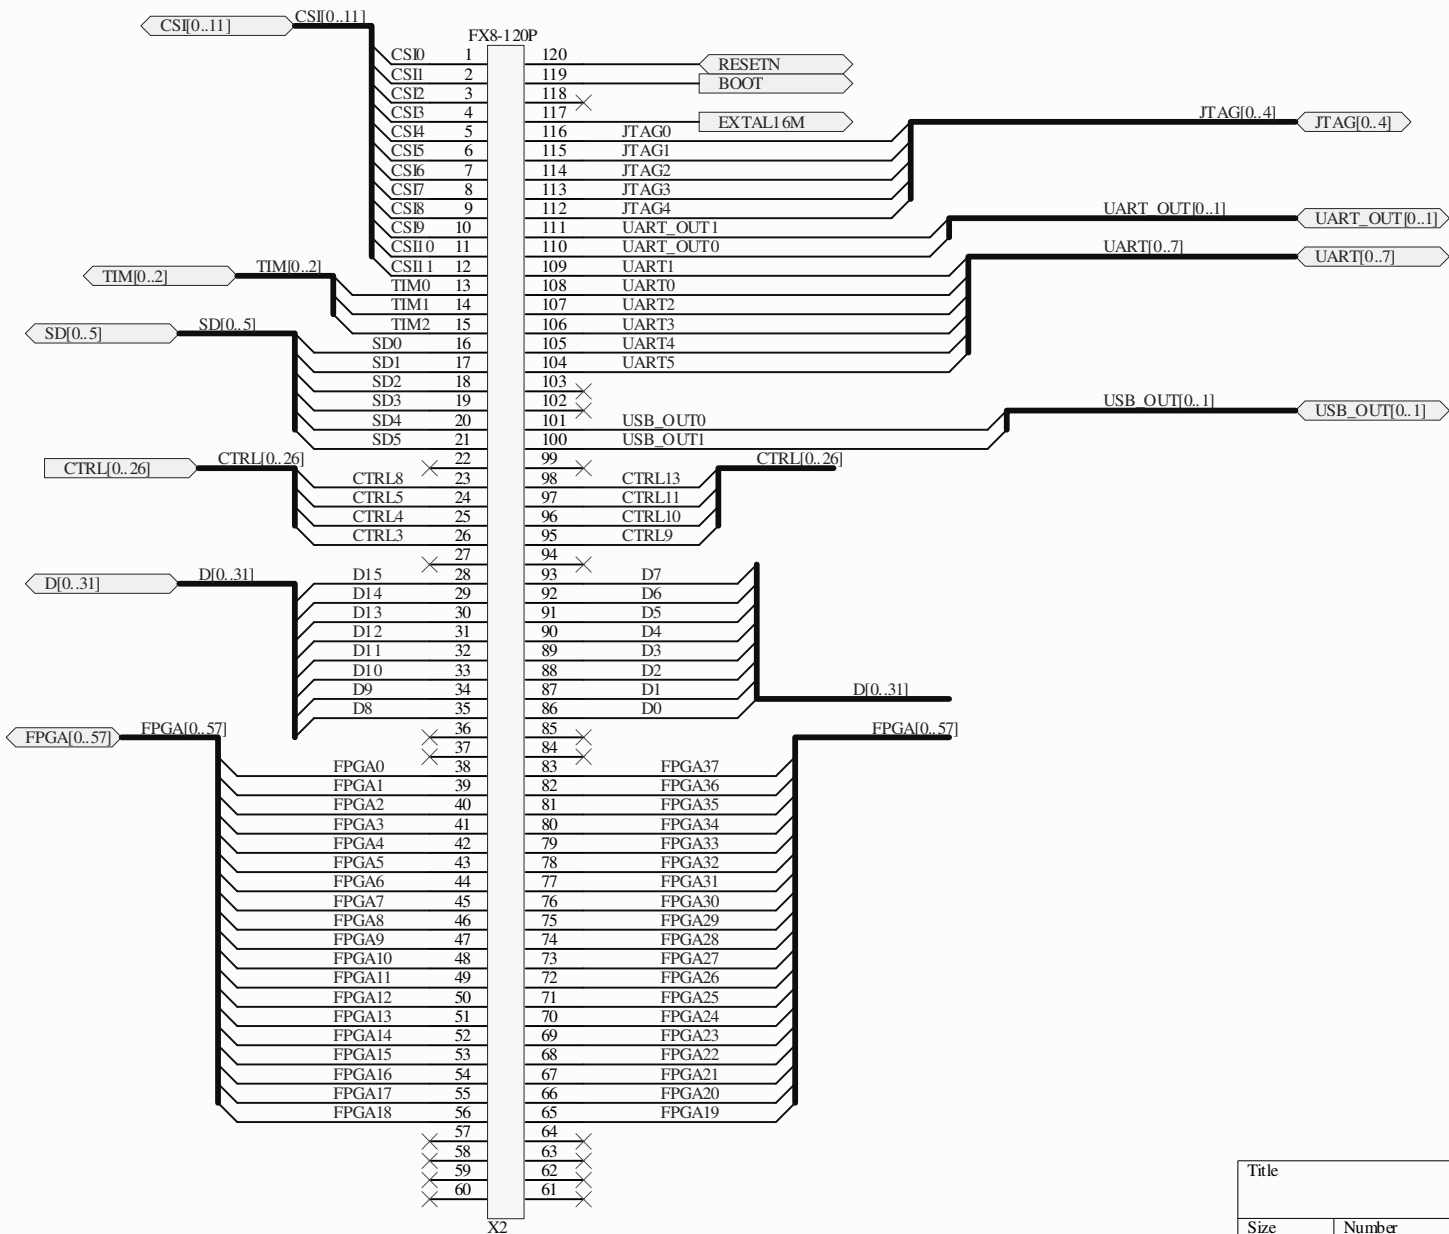 CSI[0..11] CSI[0..11]
FX8-120P
CSI0 1 120 RESETN
CSI1 2 119 BOOT
CSI2 3 118
CSI3 4 117 EXTAL16M JTAG[0..4] JTAG[0..4]
CSI4 5 116 JTAG0
CSI5 6 115 JTAG1
CSI6 7 114 JTAG2
CSI7 8 113 JTAG3
CSI8 9 112 JTAG4 UART_OUT[0..1] UART_OUT[0..1]
CSI9 10 111 UART_OUT1
CSI10 11 110 UART_OUT0 UART[0..7] UART[0..7]
TIM[0..2] TIM[0..2] CSI11 12 109 UART1
TIM0 13 108 UART0
TIM1 14 107 UART2
SD[0..5] SD[0..5] TIM2 15 106 UART3
SD0 16 105 UART4
SD1 17 104 UART5
SD2 18 103
SD3 19 102 USB_OUT[0..1] USB_OUT[0..1]
SD4 20 101 USB_OUT0
SD5 21 100 USB_OUT1
CTRL[0..26] CTRL[0..26] 22 99 CTRL[0..26]
CTRL8 23 98 CTRL13
CTRL5 24 97 CTRL11
CTRL4 25 96 CTRL10
CTRL3 26 95 CTRL9
27 94
D[0..31] D[0..31] D15 28 93 D7
D14 29 92 D6
D13 30 91 D5
D12 31 90 D4
D11 32 89 D3
D10 33 88 D2
D9 34 87 D1 D[0..31]
D8 35 86 D0
FPGA[0..57] FPGA[0..57] 36 85 FPGA[0..57]
37 84
FPGA0 38 83 FPGA37
FPGA1 39 82 FPGA36
FPGA2 40 81 FPGA35
FPGA3 41 80 FPGA34
FPGA4 42 79 FPGA33
FPGA5 43 78 FPGA32
FPGA6 44 77 FPGA31
FPGA7 45 76 FPGA30
FPGA8 46 75 FPGA29
FPGA9 47 74 FPGA28
FPGA10 48 73 FPGA27
FPGA11 49 72 FPGA26
FPGA12 50 71 FPGA25
FPGA13 51 70 FPGA24
FPGA14 52 69 FPGA23
FPGA15 53 68 FPGA22
FPGA16 54 67 FPGA21
FPGA17 55 66 FPGA20
FPGA18 56 65 FPGA19
57 64
58 63
59 62
60 61
X2
Title
Size Number